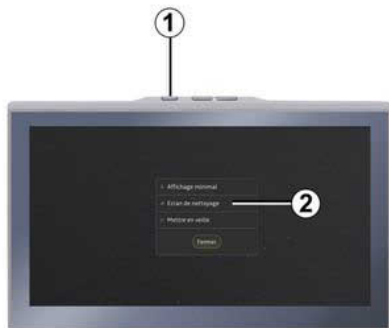 1
Affichage minimal
Ecran de nettoyage
2
Mettre en veille
Fermer